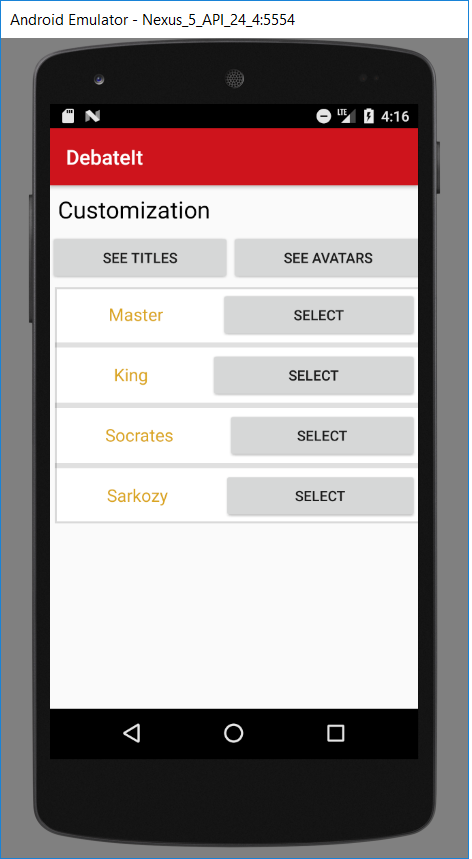 Android Emulator - Nexus_5_API_24_4:5554
LTE 4:16
DebateIt
Customization
SEE TITLES SEE AVATARS
Master SELECT
King SELECT
Socrates SELECT
Sarkozy SELECT